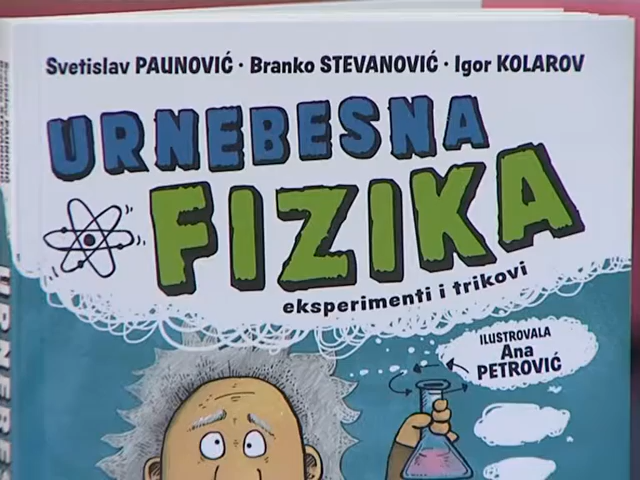 Svetislav PAUNOVIĆ · Branko STEVANOVIĆ · Igor KOLAROV
URNEBESNA
FIZIKA
eksperimenti i trikovi
ILUSTROVALA
Ana
PETROVIĆ